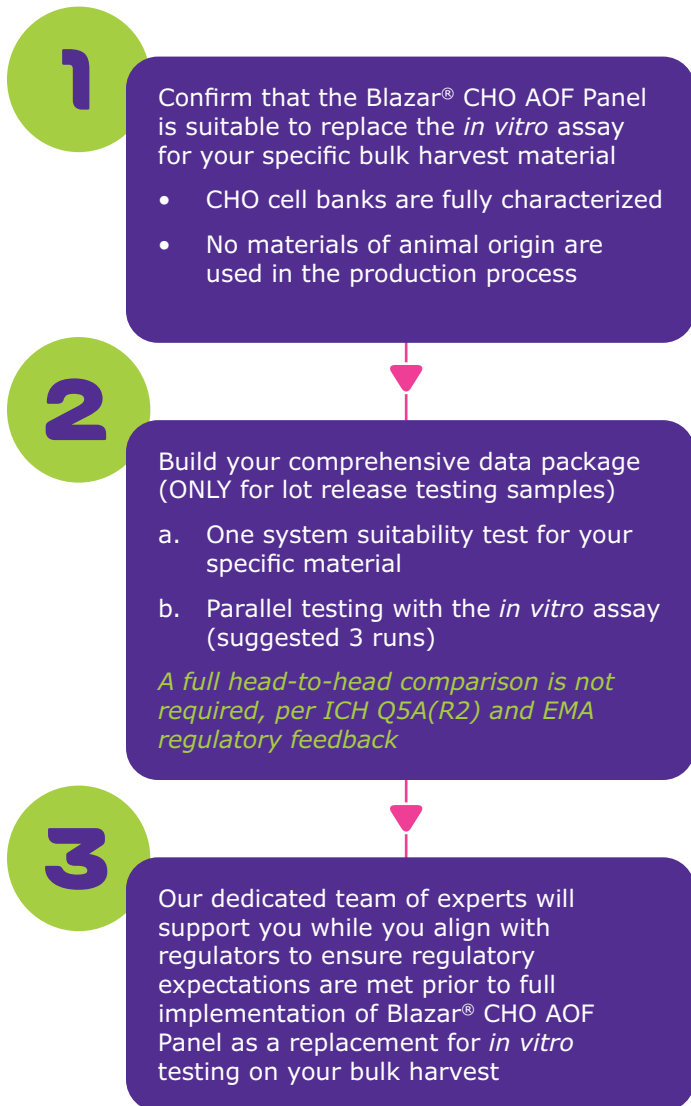 1
Confirm that the Blazar® CHO AOF Panel
is suitable to replace the in vitro assay
for your specific bulk harvest material
• CHO cell banks are fully characterized
• No materials of animal origin are
used in the production process
2
Build your comprehensive data package
(ONLY for lot release testing samples)
a. One system suitability test for your
specific material
b. Parallel testing with the in vitro assay
(suggested 3 runs)
A full head-to-head comparison is not
required, per ICH Q5A(R2) and EMA
regulatory feedback
3
Our dedicated team of experts will
support you while you align with
regulators to ensure regulatory
expectations are met prior to full
implementation of Blazar® CHO AOF
Panel as a replacement for in vitro
testing on your bulk harvest